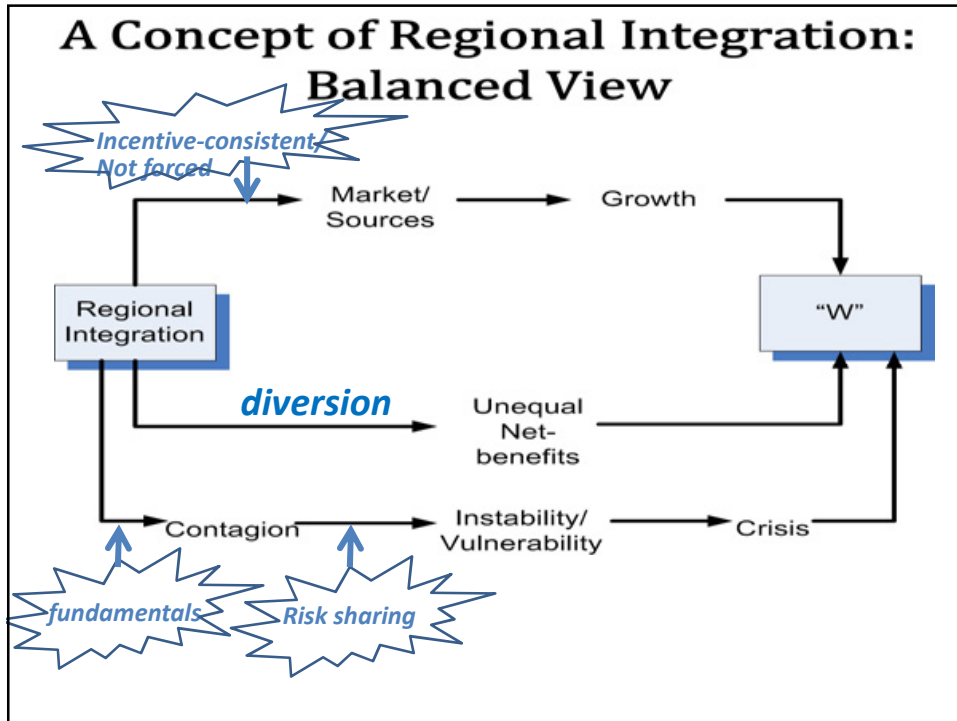 A Concept of Regional Integration:
Balanced View
Incentive-consistent/
Not forced
Market/
Sources
Growth
Regional
Integration
“W”
diversion
Unequal
Net-
benefits
Contagion
Instability/
Vulnerability
Crisis
fundamentals
Risk sharing